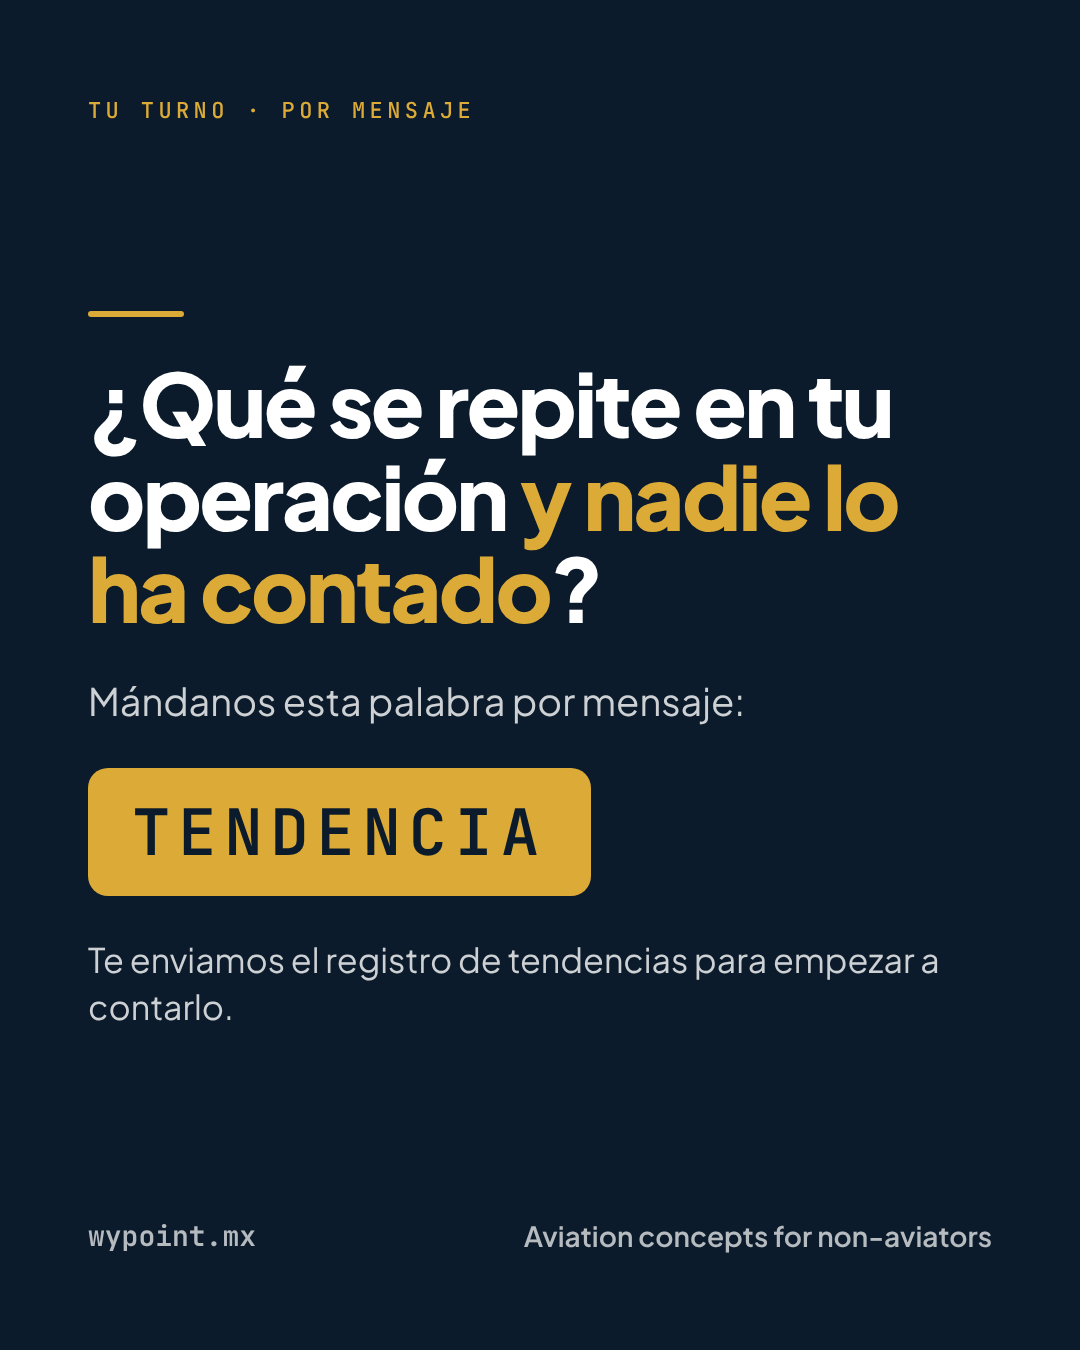 TU TURNO · POR MENSAJE
¿Qué se repite en tu
operación y nadie lo
ha contado?
Mándanos esta palabra por mensaje:
TENDENCIA
Te enviamos el registro de tendencias para empezar a
contarlo.
wypoint.mx
Aviation concepts for non-aviators